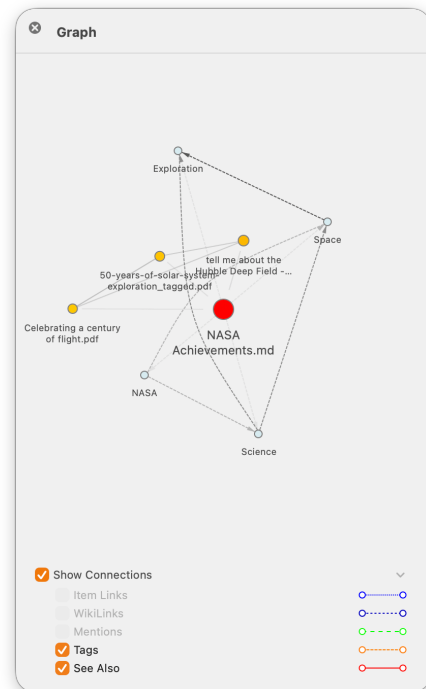 Graph
Exploration
Space
tell me about the
Hubble Deep Field -...
50-years-of-solar-system-
exploration_tagged.pdf
Celebrating a century
of flight.pdf
NASA
Achievements.md
NASA
Science
Show Connections
Item Links
WikiLinks
Mentions
Tags
See Also